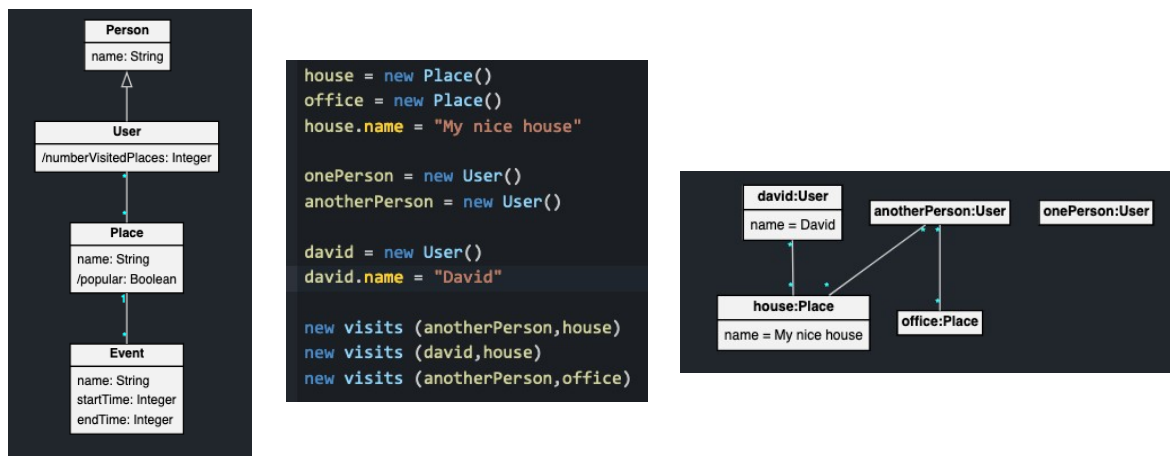 Person
name: String
User
/numberVisitedPlaces: Integer
*
*
Place
name: String
/popular: Boolean
1
*
Event
name: String
startTime: Integer
endTime: Integer
house = new Place()
office = new Place()
house.name = "My nice house"
onePerson = new User()
anotherPerson = new User()
david = new User()
david.name = "David"
new visits (anotherPerson,house)
new visits (david,house)
new visits (anotherPerson,office)
david:User
name = David
anotherPerson:User
onePerson:User
*
* *
* *
*
house:Place
name = My nice house
office:Place